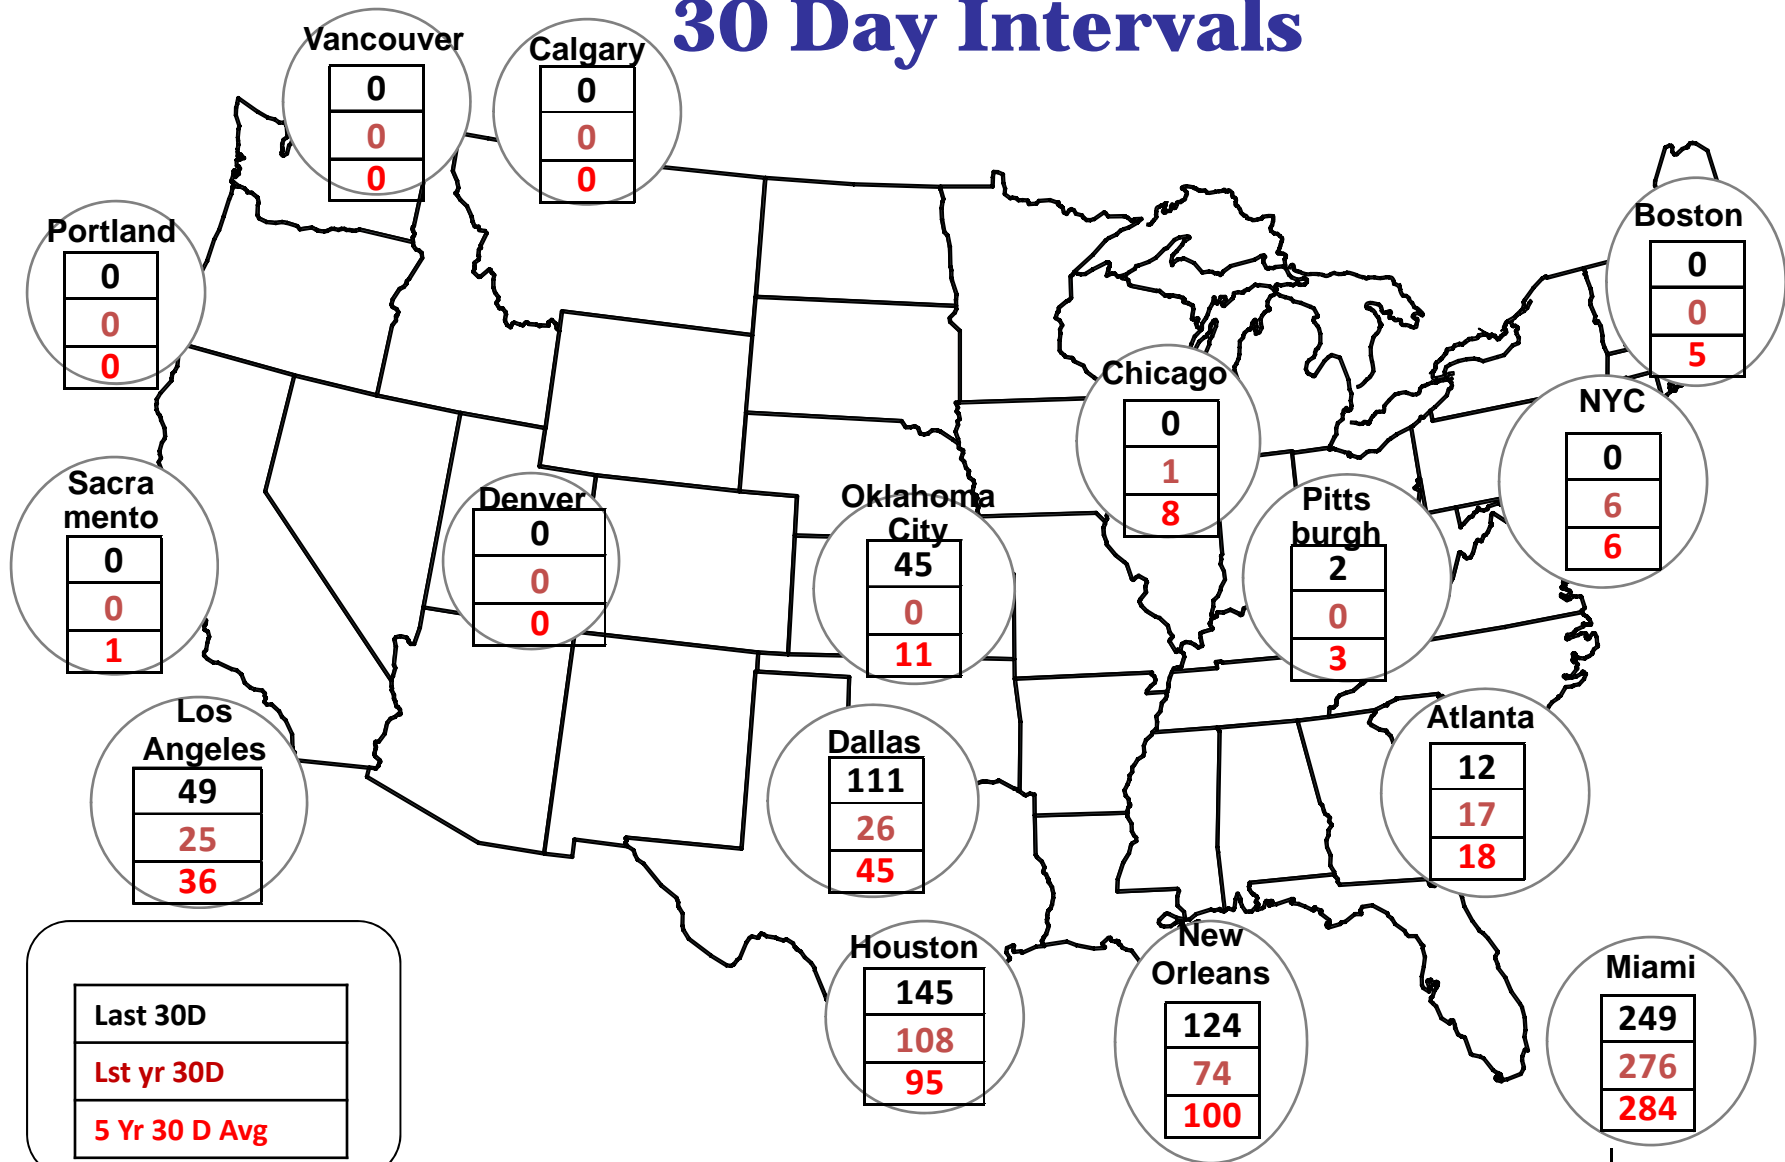 30 Day Intervals
Vancouver
0
0
0
Calgary
0
0
0
Portland
0
0
0
Boston
0
0
5
Chicago
0
1
8
NYC
0
6
6
Sacra
mento
0
0
1
Denver
0
0
0
Oklahoma
City
45
0
11
Pitts
burgh
2
0
3
Los
Angeles
49
25
36
Dallas
111
26
45
Atlanta
12
17
18
Houston
145
108
95
New
Orleans
124
74
100
Miami
249
276
284
Last 30D
Lst yr 30D
5 Yr 30 D Avg